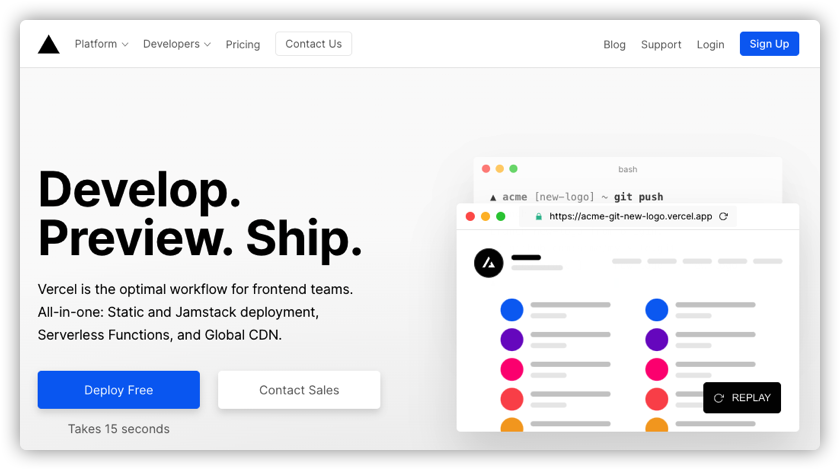 Platform
Developers
Pricing
Contact Us
Blog
Support
Login
Sign Up
Develop.
Preview. Ship.
Vercel is the optimal workflow for frontend teams.
All-in-one: Static and Jamstack deployment,
Serverless Functions, and Global CDN.
Deploy Free
Contact Sales
Takes 15 seconds
bash
▲ acme [new-logo] ~ git push
https://acme-git-new-logo.vercel.app
REPLAY